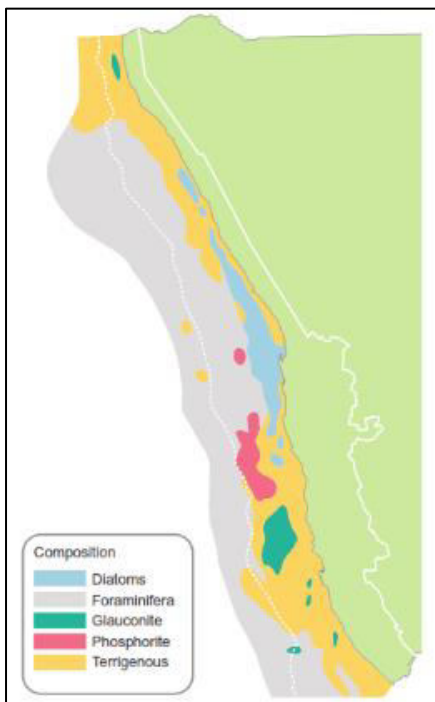 Composition
Diatoms
Foraminifera
Glauconite
Phosphorite
Terrigenous